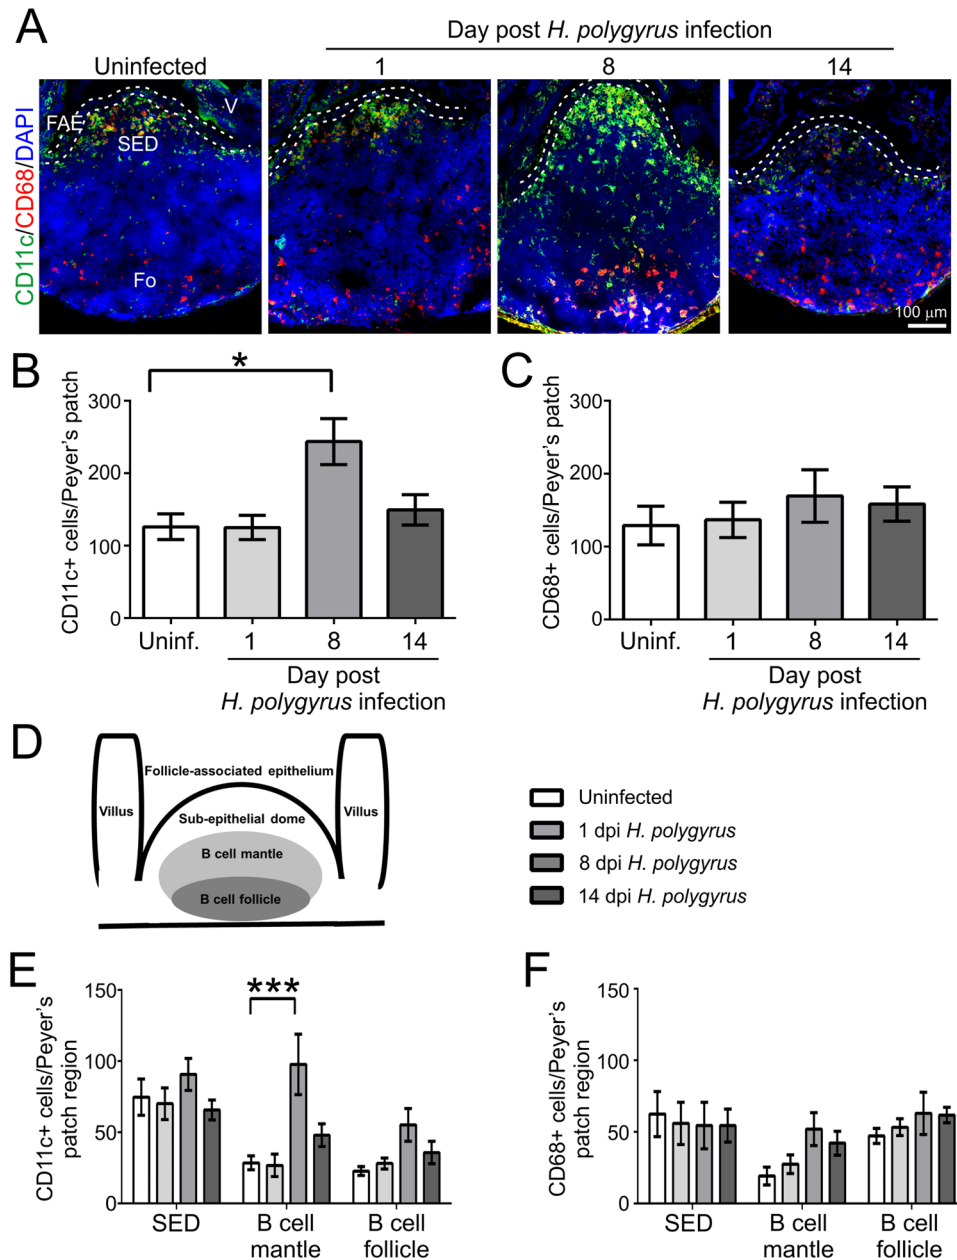 A
Day post H. polygyrus infection
Uninfected
1
8
14
CD11c/CD68/DAPI
FAE
SED
V
Fo
100 µm
B
*
CD11c+ cells/Peyer's patch
300
200
100
0
Uninf.
1
8
14
Day post
H. polygyrus infection
C
CD68+ cells/Peyer's patch
300
200
100
0
Uninf.
1
8
14
Day post
H. polygyrus infection
D
Follicle-associated epithelium
Villus
Villus
Sub-epithelial dome
B cell mantle
B cell follicle
Uninfected
1 dpi H. polygyrus
8 dpi H. polygyrus
14 dpi H. polygyrus
E
***
CD11c+ cells/Peyer's
patch region
150
100
50
0
SED
B cell
mantle
B cell
follicle
F
CD68+ cells/Peyer's
patch region
150
100
50
0
SED
B cell
mantle
B cell
follicle